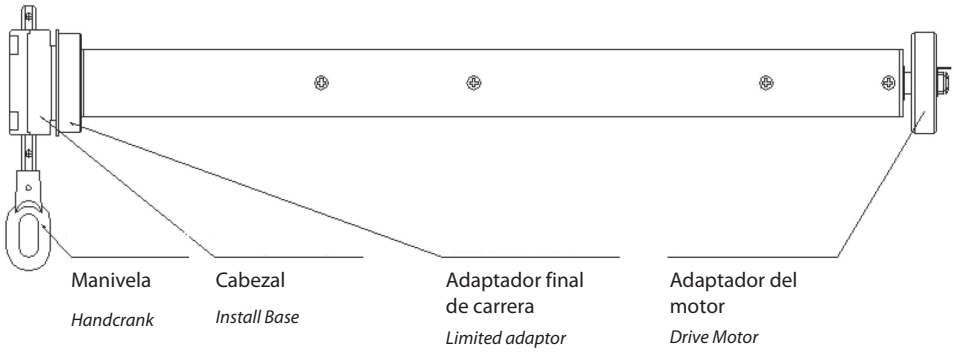 Manivela
Handcrank
Cabezal
Install Base
Adaptador final
de carrera
Limited adaptor
Adaptador del
motor
Drive Motor